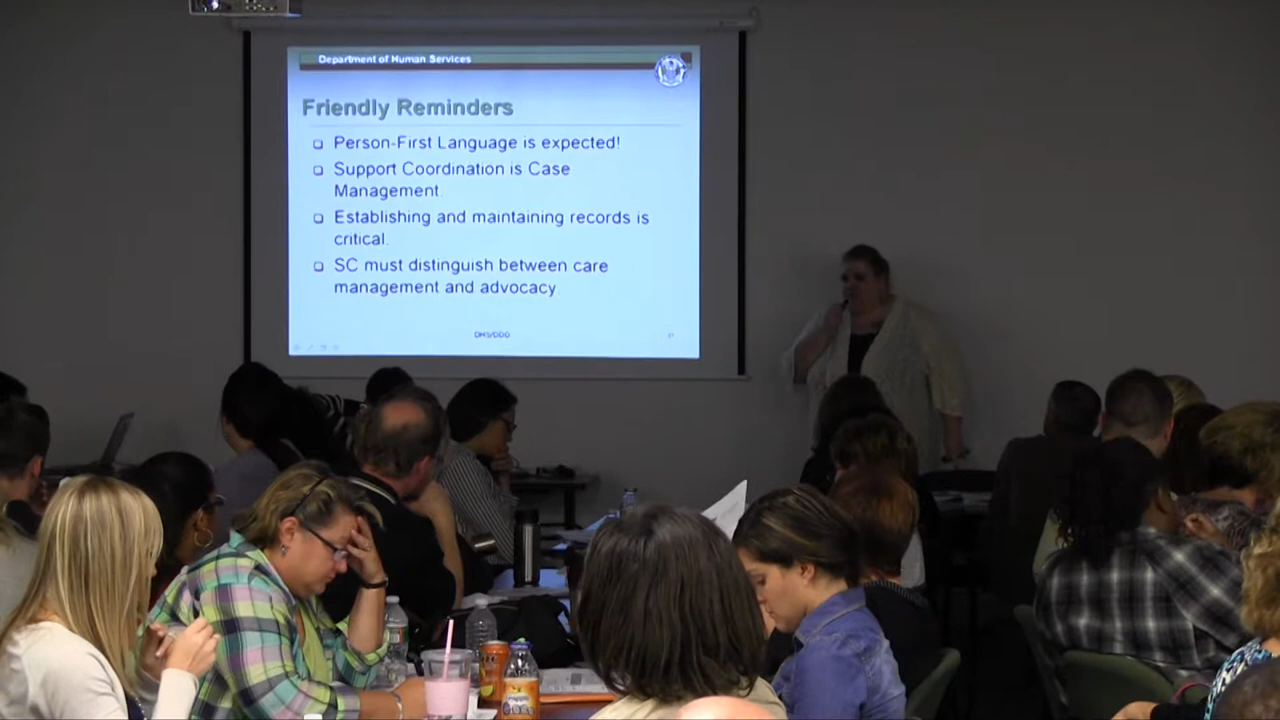 Department of Human Services
Friendly Reminders
Person-First Language is expected!
Support Coordination is Case
Management.
Establishing and maintaining records is
critical.
SC must distinguish between care
management and advocacy
DHS/DDD